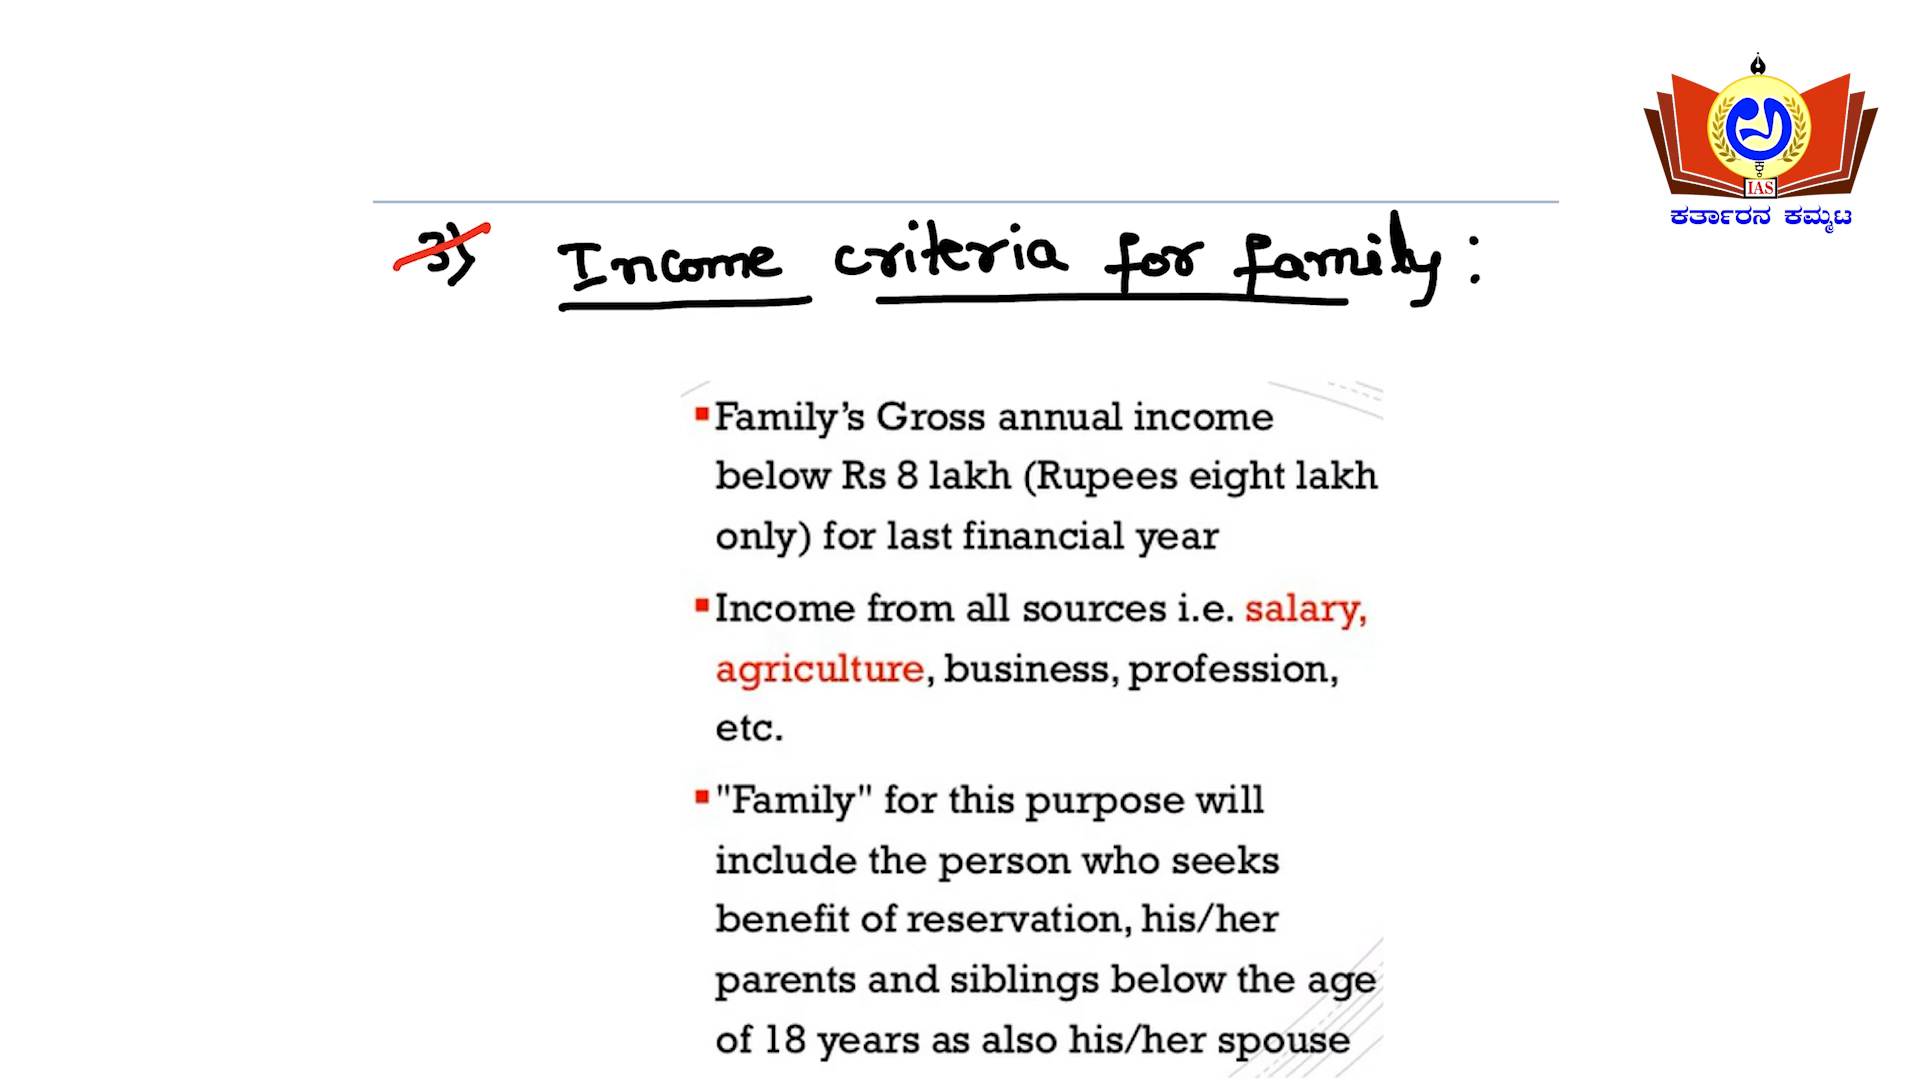 ಕ
IAS
ಕರ್ತಾರನ ಕಮ್ಮಟ
3) Income criteria for family:
▪Family's Gross annual income
below Rs 8 lakh (Rupees eight lakh
only) for last financial year
▪Income from all sources i.e. salary,
agriculture, business, profession,
etc.
▪"Family" for this purpose will
include the person who seeks
benefit of reservation, his/her
parents and siblings below the age
of 18 years as also his/her spouse